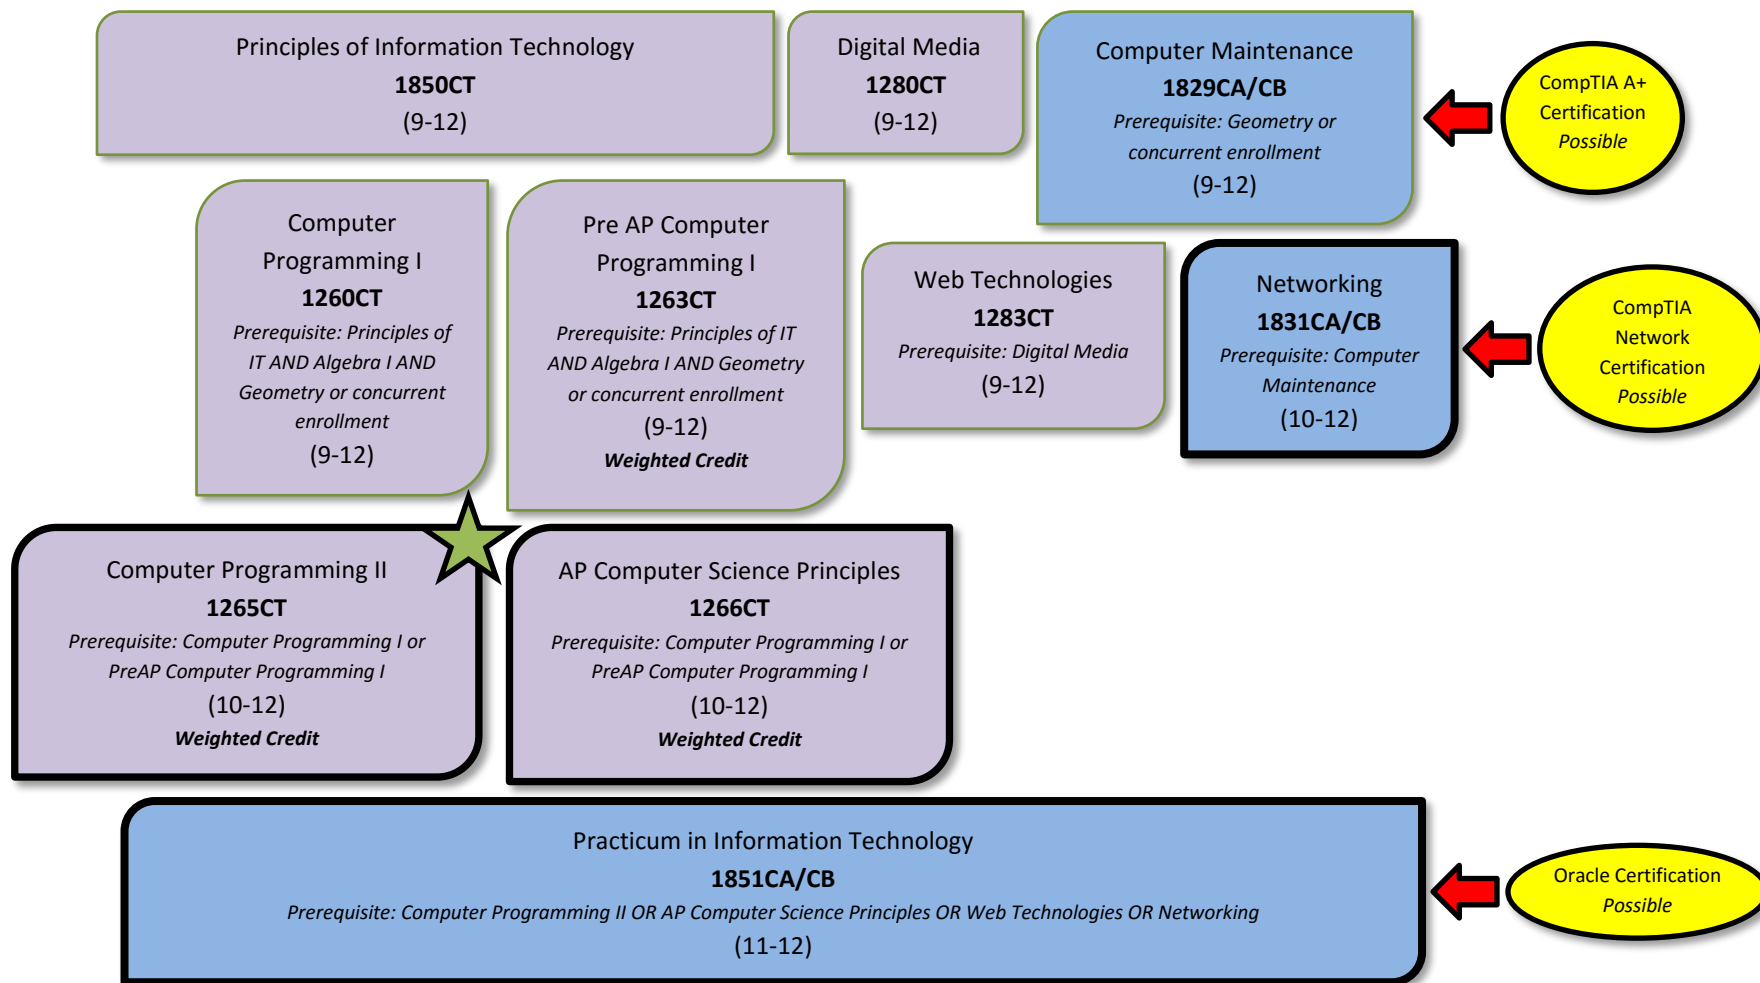 Principles of Information Technology
1850CT
(9-12)
Digital Media
1280CT
(9-12)
Computer Maintenance
1829CA/CB
Prerequisite: Geometry or
concurrent enrollment
(9-12)
CompTIA A+
Certification
Possible
Computer
Programming I
1260CT
Prerequisite: Principles of
IT AND Algebra I AND
Geometry or concurrent
enrollment
(9-12)
Pre AP Computer
Programming I
1263CT
Prerequisite: Principles of IT
AND Algebra I AND Geometry
or concurrent enrollment
(9-12)
Weighted Credit
Web Technologies
1283CT
Prerequisite: Digital Media
(9-12)
Networking
1831CA/CB
Prerequisite: Computer
Maintenance
(10-12)
CompTIA
Network
Certification
Possible
Computer Programming II
1265CT
Prerequisite: Computer Programming I or
PreAP Computer Programming I
(10-12)
Weighted Credit
AP Computer Science Principles
1266CT
Prerequisite: Computer Programming I or
PreAP Computer Programming I
(10-12)
Weighted Credit
Practicum in Information Technology
1851CA/CB
Prerequisite: Computer Programming II OR AP Computer Science Principles OR Web Technologies OR Networking
(11-12)
Oracle Certification
Possible